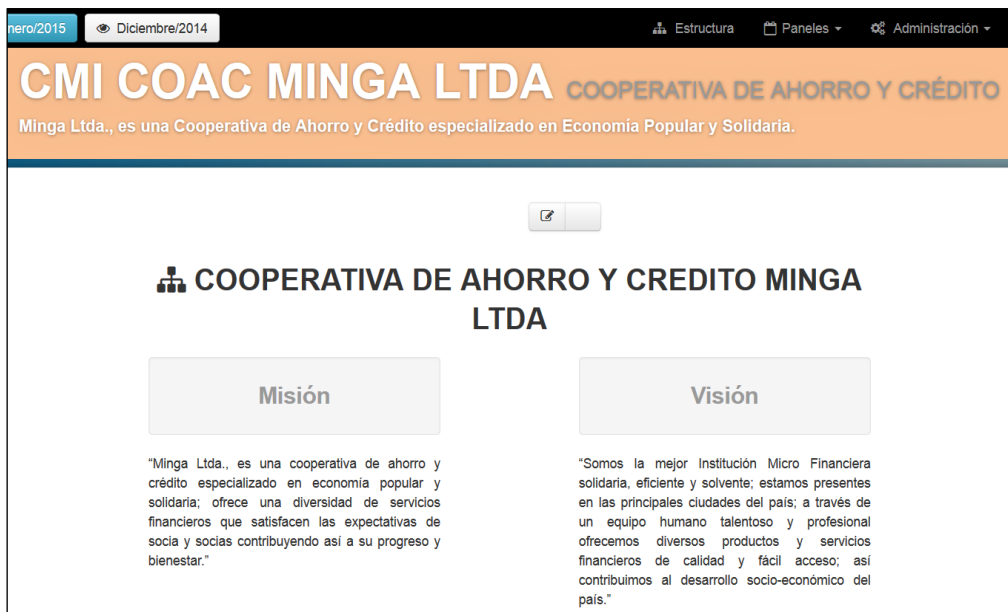 nero/2015 Diciembre/2014 Estructura Paneles Administración
CMI COAC MINGA LTDA COOPERATIVA DE AHORRO Y CRÉDITO
Minga Ltda., es una Cooperativa de Ahorro y Crédito especializado en Economía Popular y Solidaria.
COOPERATIVA DE AHORRO Y CREDITO MINGA
LTDA
Misión
“Minga Ltda., es una cooperativa de ahorro y
crédito especializado en economía popular y
solidaria; ofrece una diversidad de servicios
financieros que satisfacen las expectativas de
socia y socias contribuyendo así a su progreso y
bienestar.”
Visión
“Somos la mejor Institución Micro Financiera
solidaria, eficiente y solvente; estamos presentes
en las principales ciudades del país; a través de
un equipo humano talentoso y profesional
ofrecemos diversos productos y servicios
financieros de calidad y fácil acceso; así
contribuimos al desarrollo socio-económico del
país.”